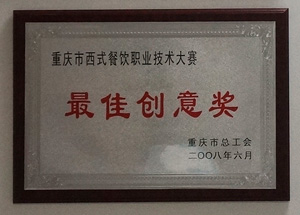 重庆市西式餐饮职业技术大赛
最佳创意奖
重庆市总工会
二〇〇八年六月